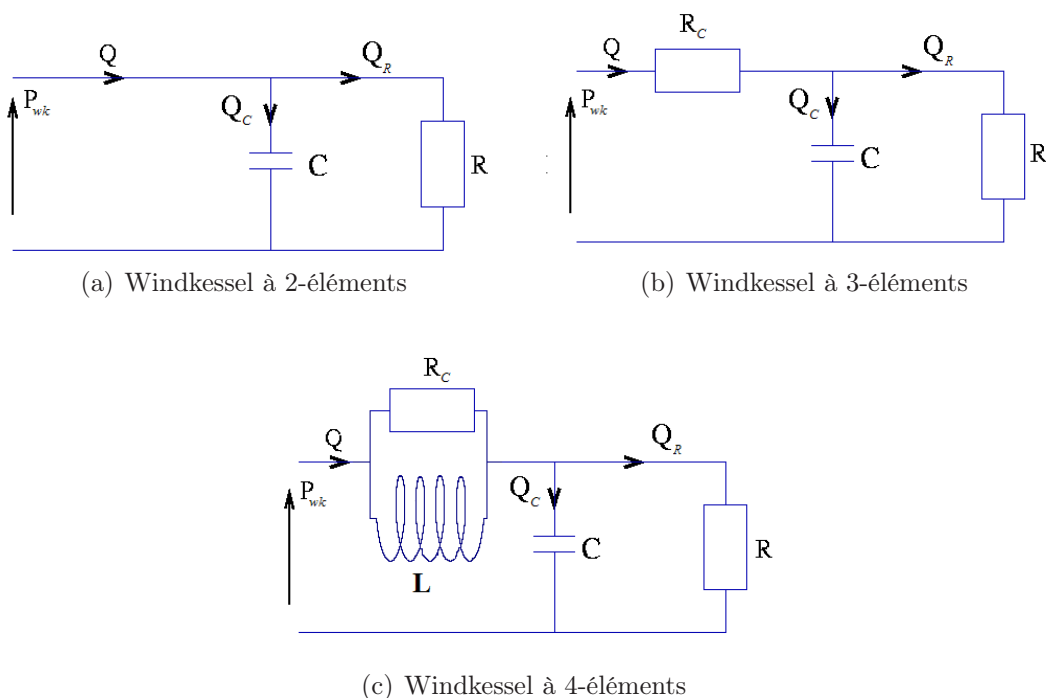 Q
Q_R
P_wk
Q_C
C
R
(a) Windkessel à 2-éléments
R_C
Q
Q_R
P_wk
Q_C
C
R
(b) Windkessel à 3-éléments
R_C
Q
Q_R
P_wk
Q_C
C
R
L
(c) Windkessel à 4-éléments